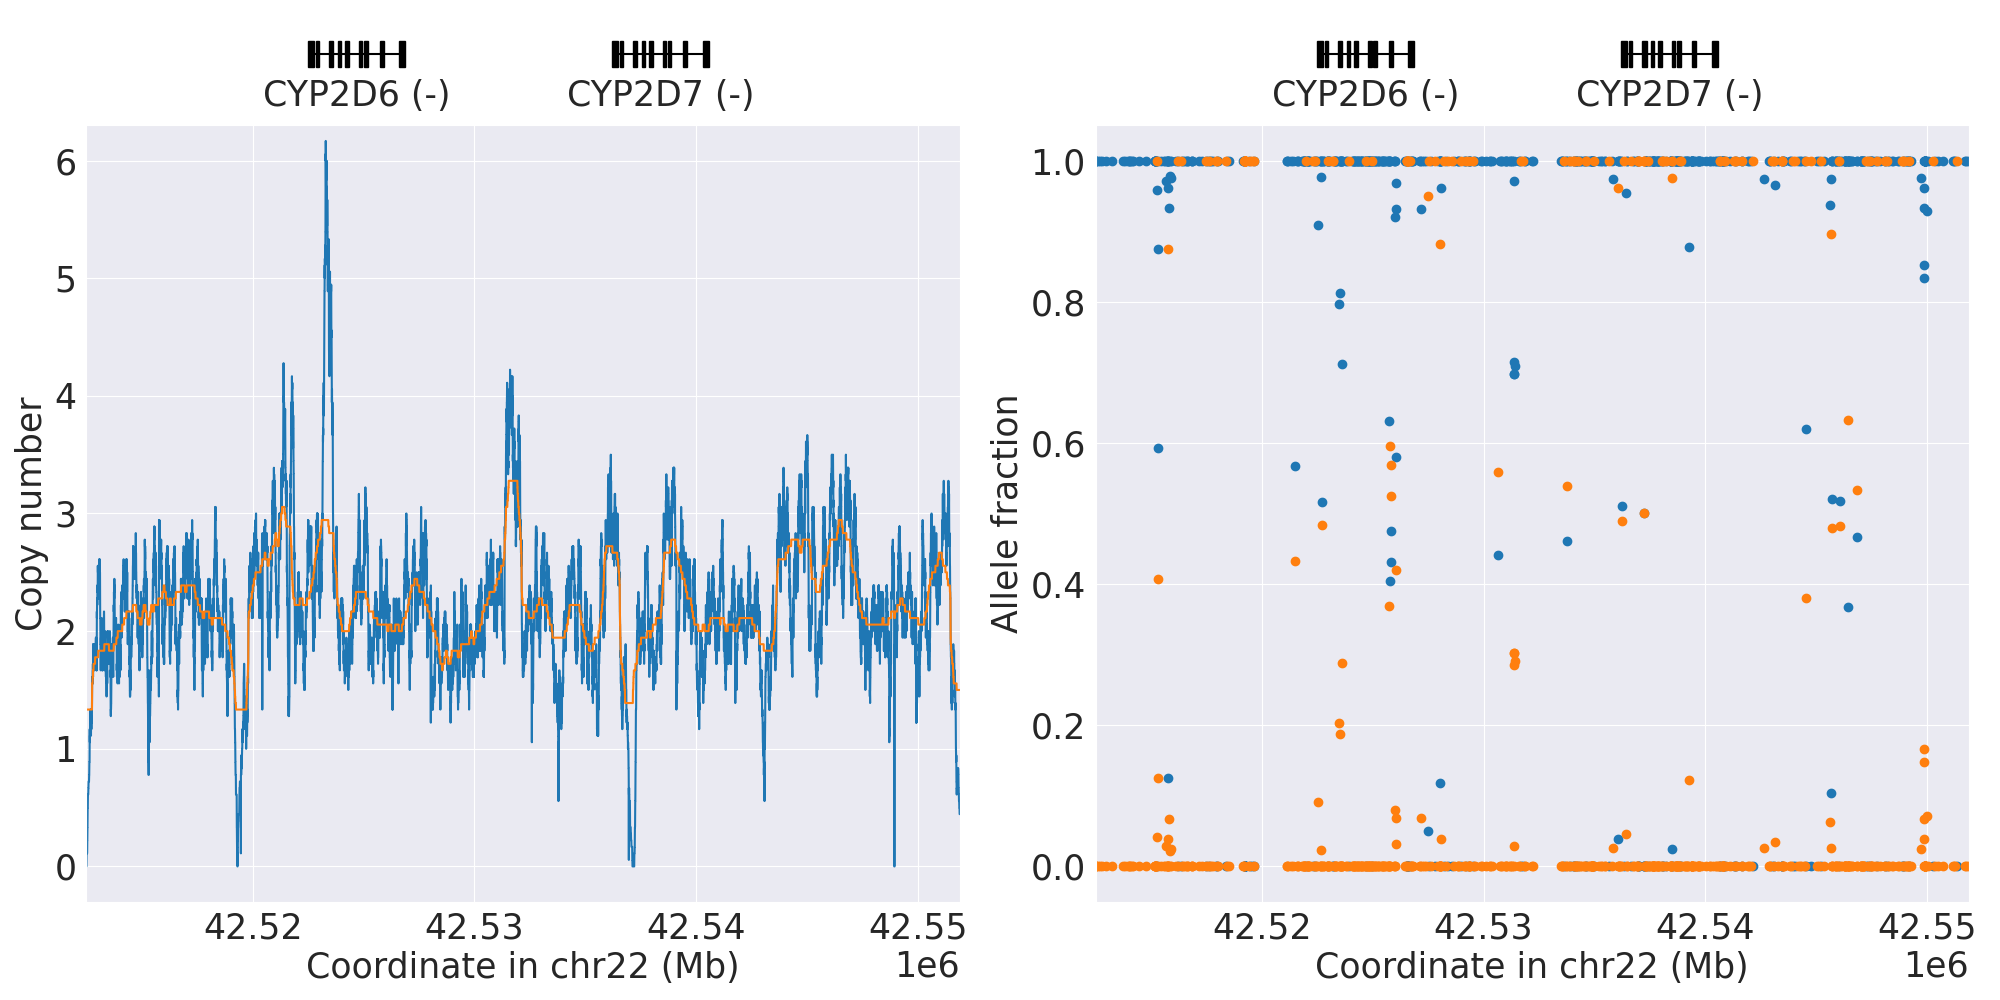 CYP2D6 (-)
CYP2D7 (-)
6
5
4
3
2
1
0
Copy number
42.52
42.53
42.54
42.55
Coordinate in chr22 (Mb)
1e6
CYP2D6 (-)
CYP2D7 (-)
1.0
0.8
0.6
0.4
0.2
0.0
Allele fraction
42.52
42.53
42.54
42.55
Coordinate in chr22 (Mb)
1e6